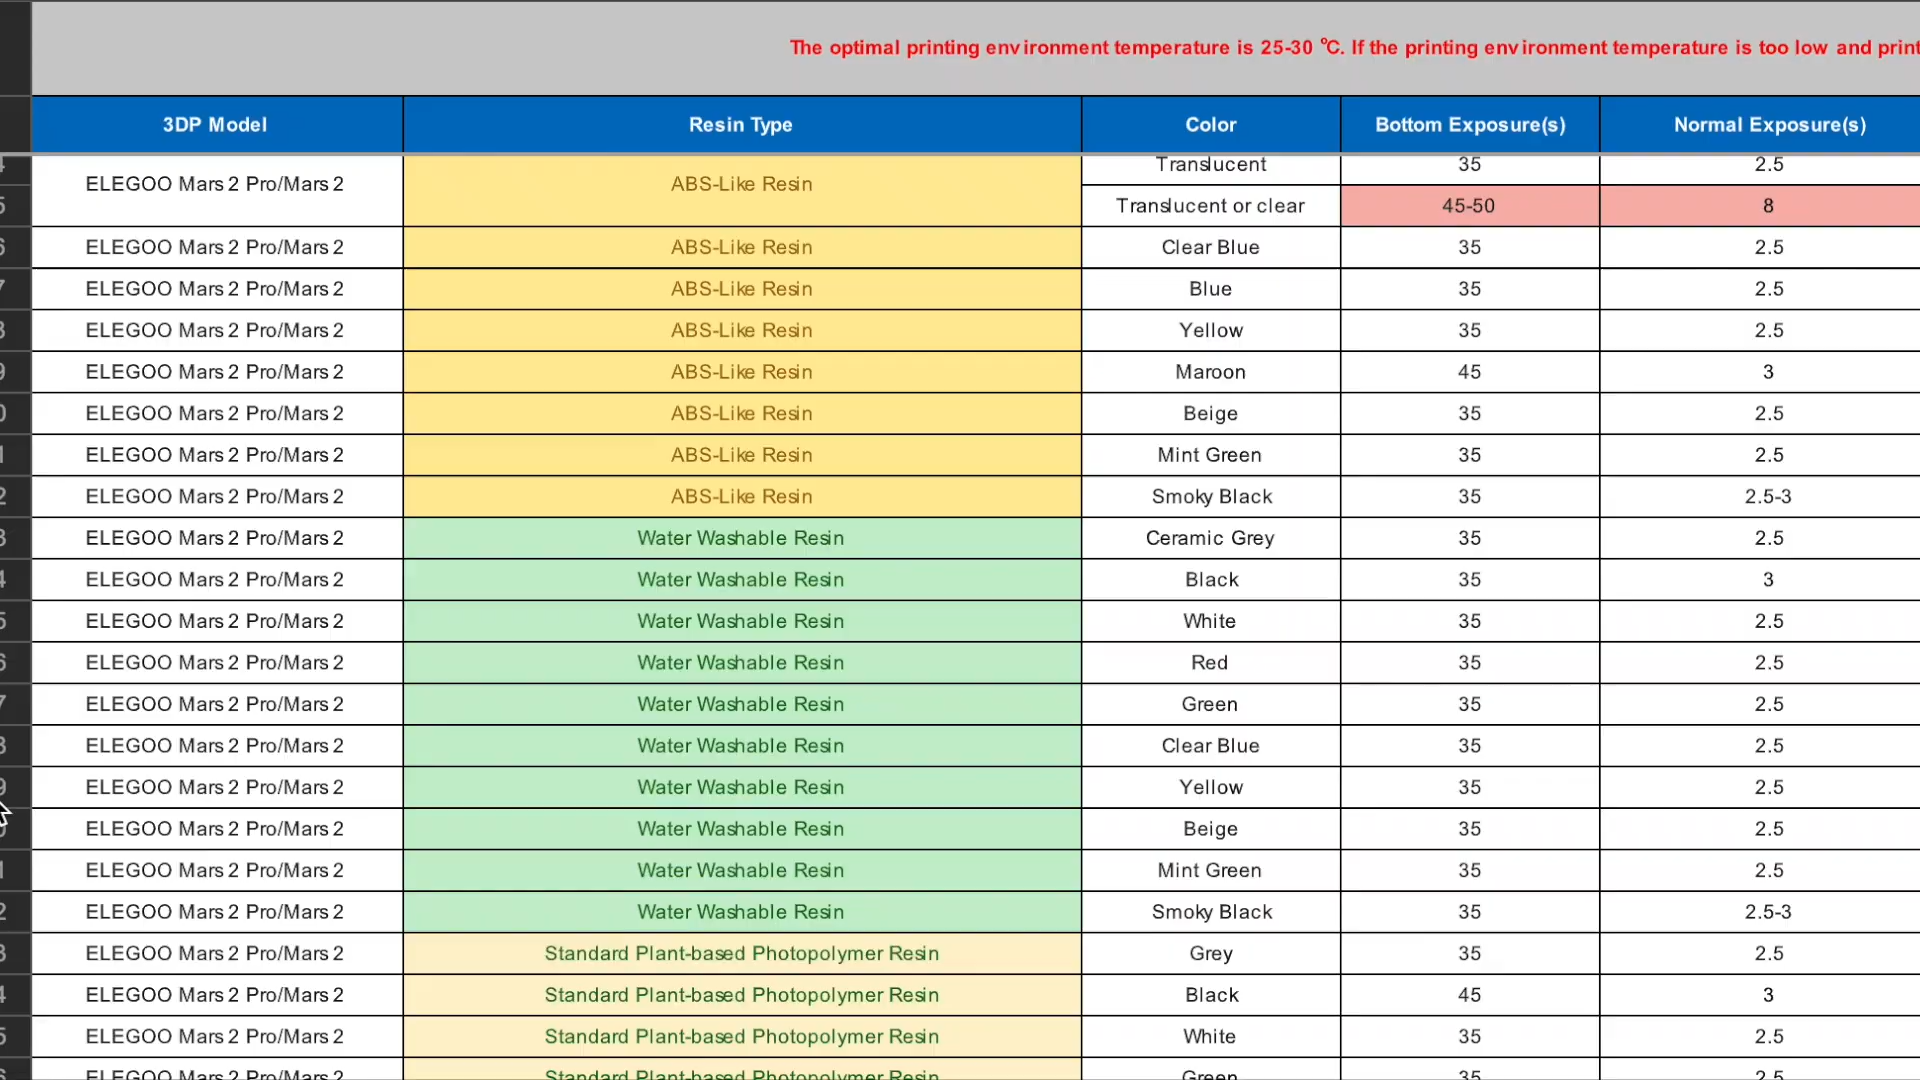 The optimal printing environment temperature is 25-30 ℃. If the printing environment temperature is too low and print
3DP Model Resin Type Color Bottom Exposure(s) Normal Exposure(s)
ELEGOO Mars 2 Pro/Mars 2 ABS-Like Resin Translucent 35 2.5
Translucent or clear 45-50 8
ELEGOO Mars 2 Pro/Mars 2 ABS-Like Resin Clear Blue 35 2.5
ELEGOO Mars 2 Pro/Mars 2 ABS-Like Resin Blue 35 2.5
ELEGOO Mars 2 Pro/Mars 2 ABS-Like Resin Yellow 35 2.5
ELEGOO Mars 2 Pro/Mars 2 ABS-Like Resin Maroon 45 3
ELEGOO Mars 2 Pro/Mars 2 ABS-Like Resin Beige 35 2.5
ELEGOO Mars 2 Pro/Mars 2 ABS-Like Resin Mint Green 35 2.5
ELEGOO Mars 2 Pro/Mars 2 ABS-Like Resin Smoky Black 35 2.5-3
ELEGOO Mars 2 Pro/Mars 2 Water Washable Resin Ceramic Grey 35 2.5
ELEGOO Mars 2 Pro/Mars 2 Water Washable Resin Black 35 3
ELEGOO Mars 2 Pro/Mars 2 Water Washable Resin White 35 2.5
ELEGOO Mars 2 Pro/Mars 2 Water Washable Resin Red 35 2.5
ELEGOO Mars 2 Pro/Mars 2 Water Washable Resin Green 35 2.5
ELEGOO Mars 2 Pro/Mars 2 Water Washable Resin Clear Blue 35 2.5
ELEGOO Mars 2 Pro/Mars 2 Water Washable Resin Yellow 35 2.5
ELEGOO Mars 2 Pro/Mars 2 Water Washable Resin Beige 35 2.5
ELEGOO Mars 2 Pro/Mars 2 Water Washable Resin Mint Green 35 2.5
ELEGOO Mars 2 Pro/Mars 2 Water Washable Resin Smoky Black 35 2.5-3
ELEGOO Mars 2 Pro/Mars 2 Standard Plant-based Photopolymer Resin Grey 35 2.5
ELEGOO Mars 2 Pro/Mars 2 Standard Plant-based Photopolymer Resin Black 45 3
ELEGOO Mars 2 Pro/Mars 2 Standard Plant-based Photopolymer Resin White 35 2.5
ELEGOO Mars 2 Pro/Mars 2 Standard Plant-based Photopolymer Resin Green 35 2.5